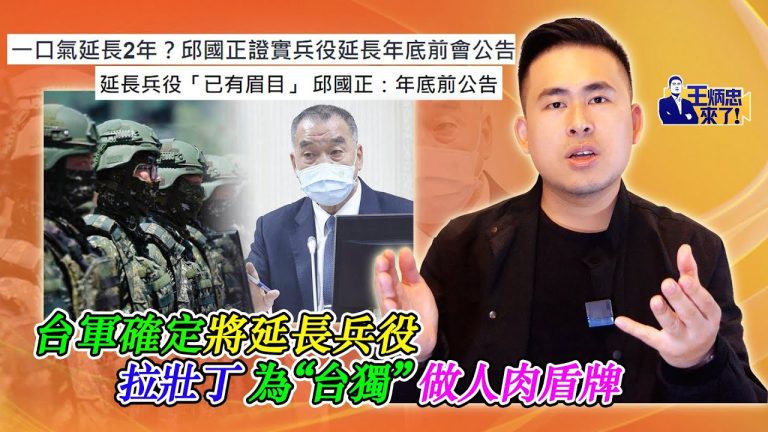 一口氣延長2年？邱國正證實兵役延長年底前會公告
延長兵役「已有眉目」 邱國正：年底前公告
王炳忠
來了!
台軍確定將延長兵役
拉壯丁 為“台獨”做人肉盾牌